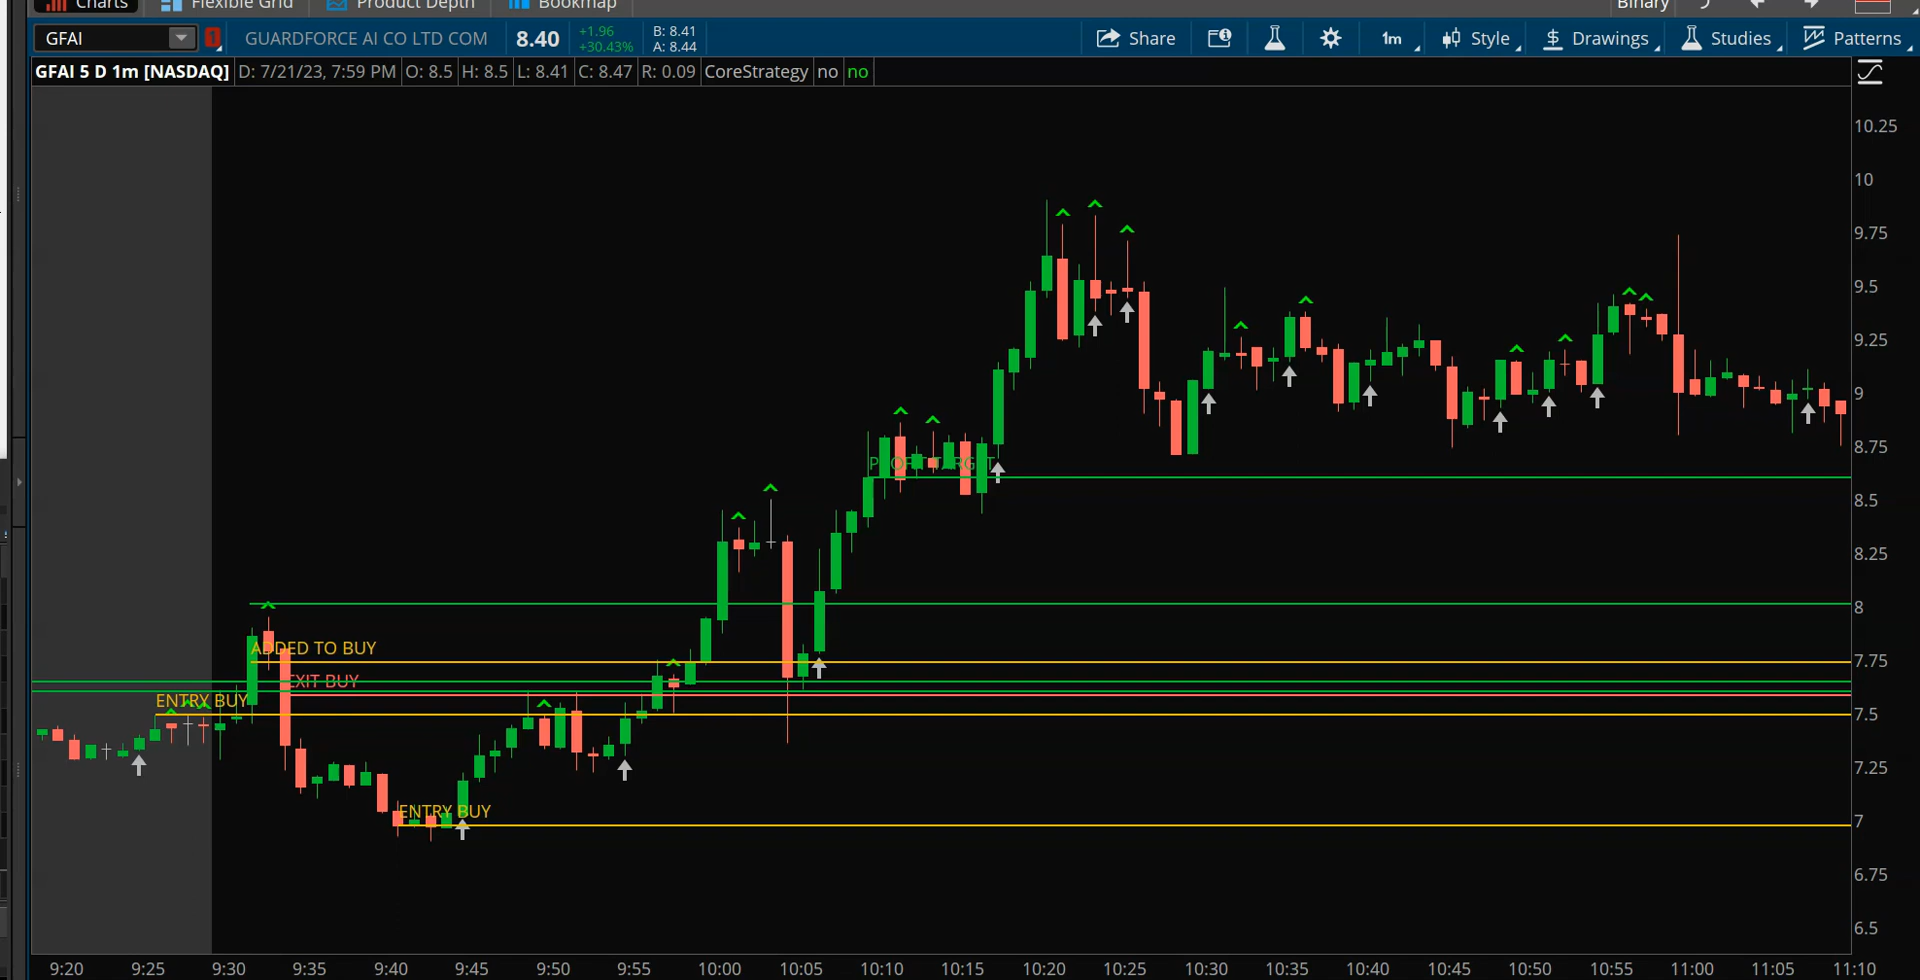 Charts Flexible Grid Product Depth Bookmap Binary
GFAI 1 GUARDFORCE AI CO LTD COM 8.40 +1.96 +30.43% B: 8.41 A: 8.44 Share 1m Style Drawings Studies Patterns
GFAI 5 D 1m [NASDAQ] D: 7/21/23, 7:59 PM O: 8.5 H: 8.5 L: 8.41 C: 8.47 R: 0.09 CoreStrategy no no
10.25
10
9.75
9.5
9.25
9
8.75
PROFIT TARGET
8.5
8.25
8
ADDED TO BUY
7.75
EXIT BUY
ENTRY BUY
7.5
7.25
ENTRY BUY
7
6.75
6.5
9:20 9:25 9:30 9:35 9:40 9:45 9:50 9:55 10:00 10:05 10:10 10:15 10:20 10:25 10:30 10:35 10:40 10:45 10:50 10:55 11:00 11:05 11:10